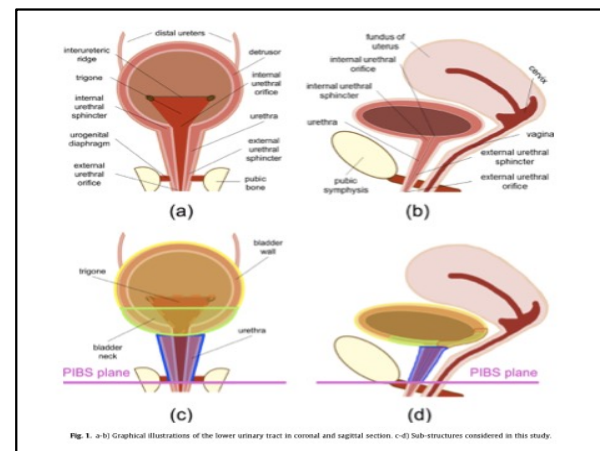 distal ureters
interureteric
ridge
trigone
internal
urethral
sphincter
urogenital
diaphragm
external
urethral
orifice
detrusor
internal
urethral
orifice
urethra
external
urethral
sphincter
pubic
bone
(a)
fundus of
uterus
internal urethral
orifice
internal urethral
sphincter
urethra
cervix
vagina
external urethral
sphincter
external urethral
orifice
pubic
symphysis
(b)
trigone
bladder
wall
bladder
neck
urethra
PIBS plane
(c)
PIBS plane
(d)
Fig. 1. a-b) Graphical illustrations of the lower urinary tract in coronal and sagittal section. c-d) Sub-structures considered in this study.